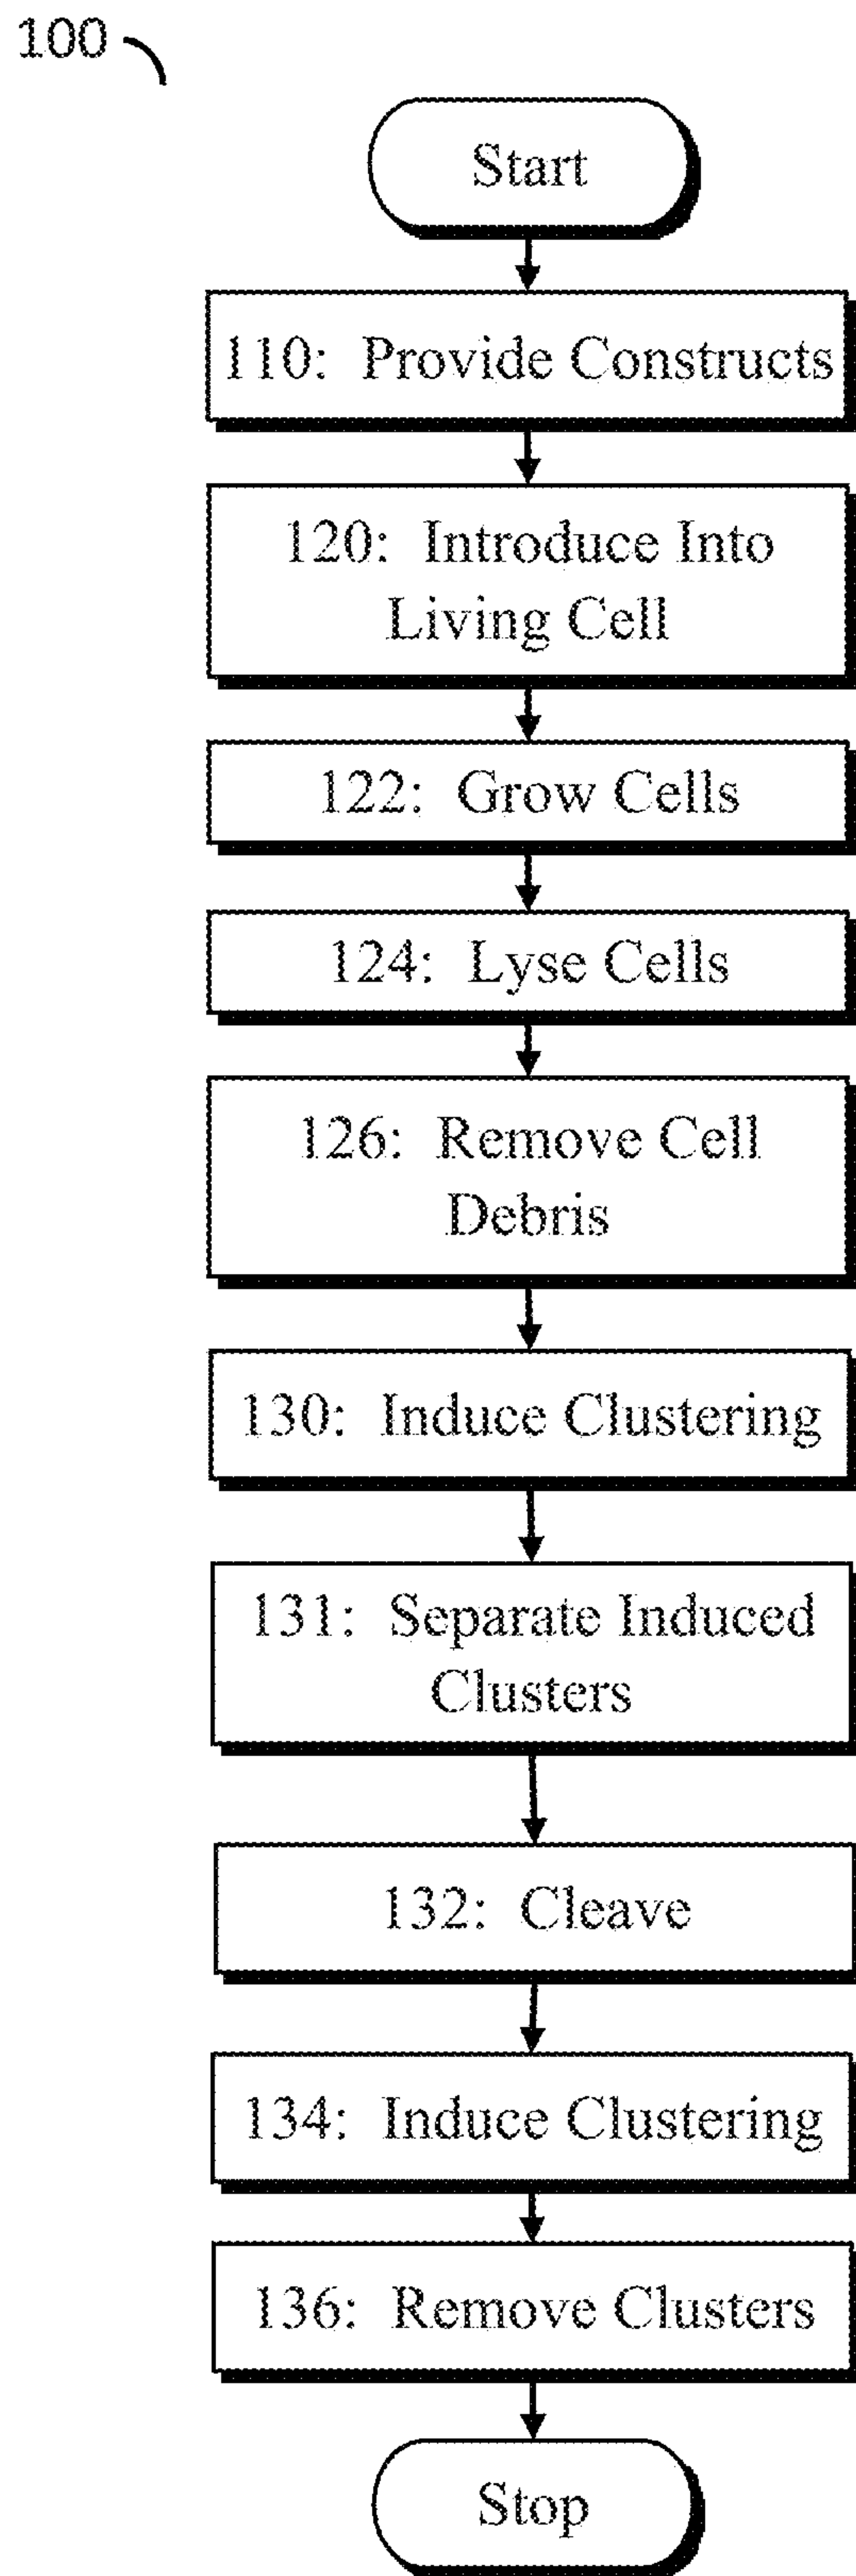 100
Start
110: Provide Constructs
120: Introduce Into
Living Cell
122: Grow Cells
124: Lyse Cells
126: Remove Cell
Debris
130: Induce Clustering
131: Separate Induced
Clusters
132: Cleave
134: Induce Clustering
136: Remove Clusters
Stop